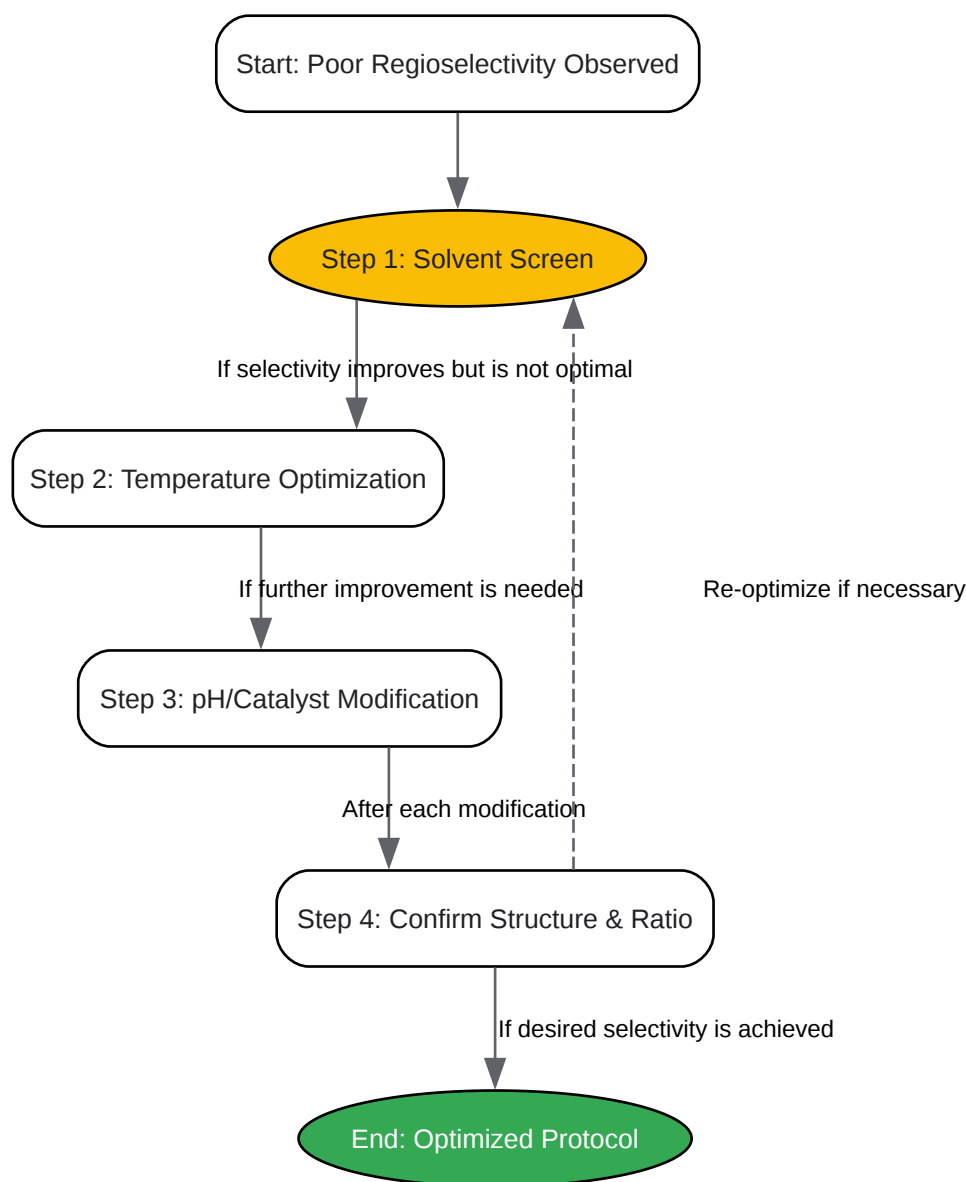 Start: Poor Regioselectivity Observed
Step 1: Solvent Screen
If selectivity improves but is not optimal
Step 2: Temperature Optimization
If further improvement is needed
Re-optimize if necessary
Step 3: pH/Catalyst Modification
After each modification
Step 4: Confirm Structure & Ratio
If desired selectivity is achieved
End: Optimized Protocol